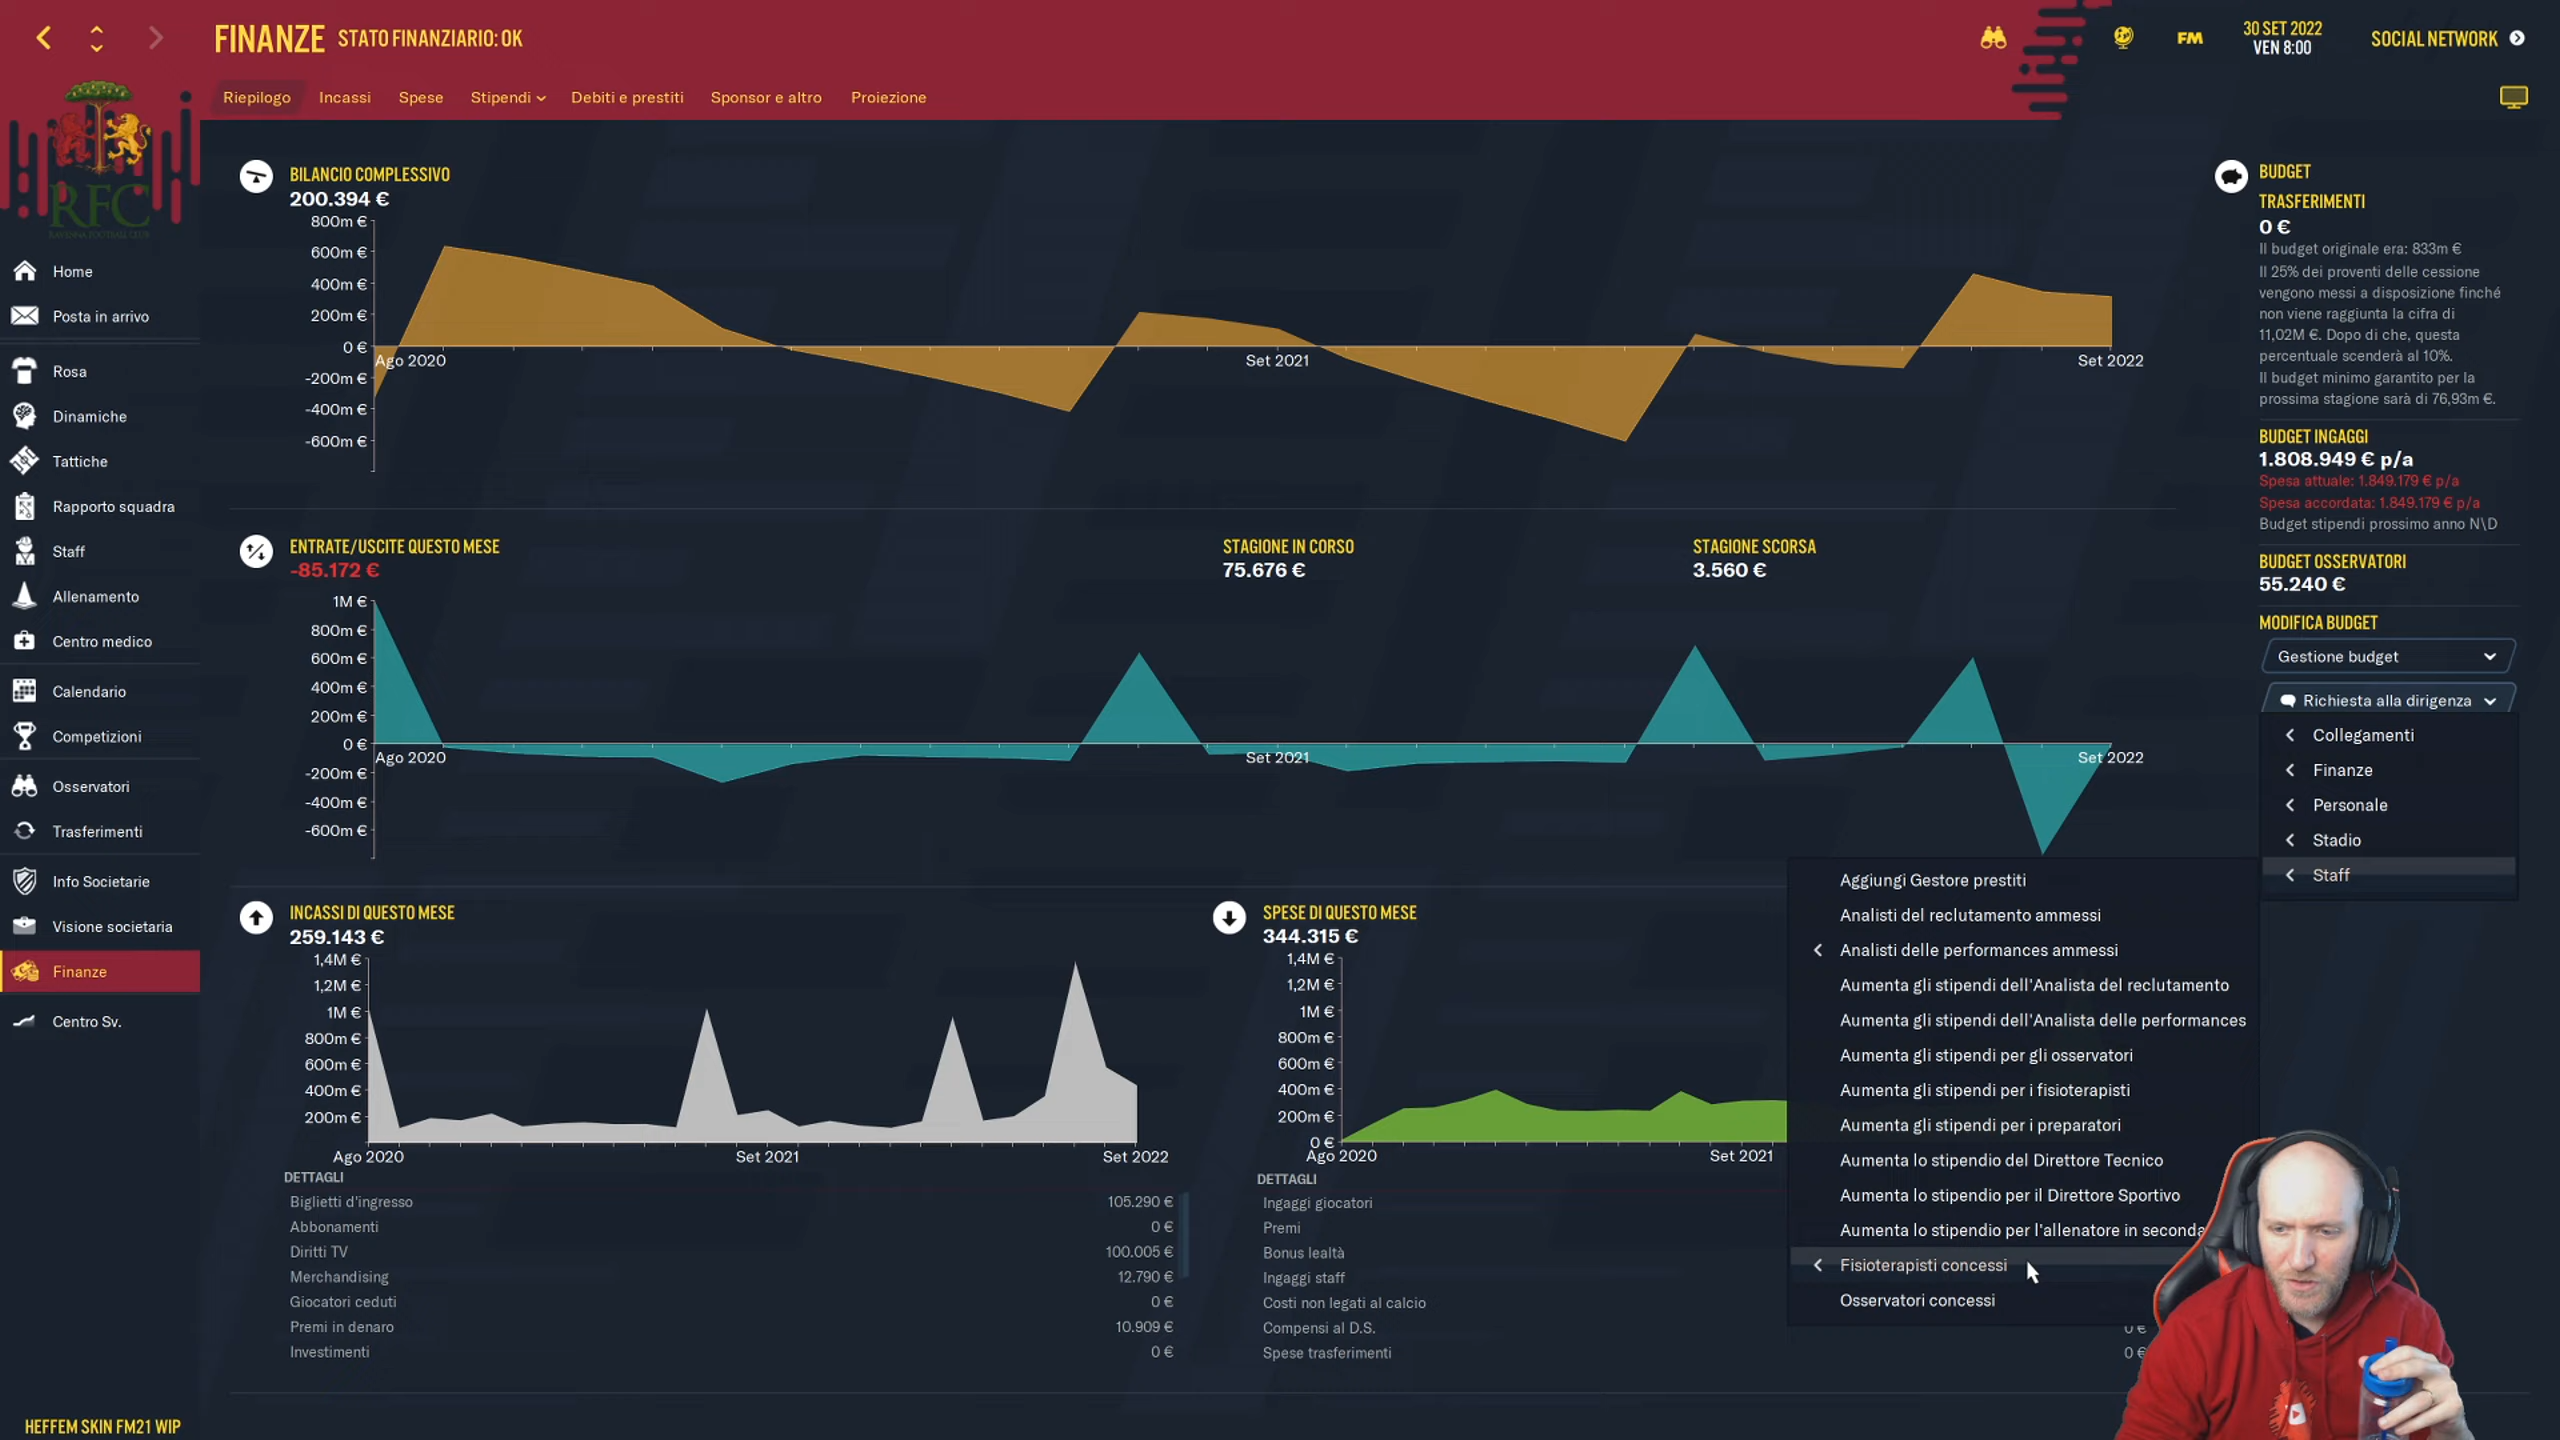 FINANZE STATO FINANZIARIO: OK
FM
30 SET 2022
VEN 8:00
SOCIAL NETWORK
Riepilogo Incassi Spese Stipendi Debiti e prestiti Sponsor e altro Proiezione
RFC
RAVENNA FOOTBALL CLUB
Home
Posta in arrivo
Rosa
Dinamiche
Tattiche
Rapporto squadra
Staff
Allenamento
Centro medico
Calendario
Competizioni
Osservatori
Trasferimenti
Info Societarie
Visione societaria
Finanze
Centro Sv.
HEFFEM SKIN FM21 WIP
BILANCIO COMPLESSIVO
200.394 €
800m €
600m €
400m €
200m €
0 €
-200m €
-400m €
-600m €
Ago 2020 Set 2021 Set 2022
ENTRATE/USCITE QUESTO MESE
-85.172 €
STAGIONE IN CORSO
75.676 €
STAGIONE SCORSA
3.560 €
1M €
800m €
600m €
400m €
200m €
0 €
-200m €
-400m €
-600m €
Ago 2020 Set 2021 Set 2022
INCASSI DI QUESTO MESE
259.143 €
1,4M €
1,2M €
1M €
800m €
600m €
400m €
200m €
Ago 2020 Set 2021 Set 2022
DETTAGLI
Biglietti d'ingresso 105.290 €
Abbonamenti 0 €
Diritti TV 100.005 €
Merchandising 12.790 €
Giocatori ceduti 0 €
Premi in denaro 10.909 €
Investimenti 0 €
SPESE DI QUESTO MESE
344.315 €
1,4M €
1,2M €
1M €
800m €
600m €
400m €
200m €
0 €
Ago 2020 Set 2021
DETTAGLI
Ingaggi giocatori
Premi
Bonus lealtà
Ingaggi staff
Costi non legati al calcio
Compensi al D.S. 0 €
Spese trasferimenti 0 €
BUDGET
TRASFERIMENTI
0 €
Il budget originale era: 833m €
Il 25% dei proventi delle cessione
vengono messi a disposizione finché
non viene raggiunta la cifra di
11,02M €. Dopo di che, questa
percentuale scenderà al 10%.
Il budget minimo garantito per la
prossima stagione sarà di 76,93m €.
BUDGET INGAGGI
1.808.949 € p/a
Spesa attuale: 1.849.179 € p/a
Spesa accordata: 1.849.179 € p/a
Budget stipendi prossimo anno N\D
BUDGET OSSERVATORI
55.240 €
MODIFICA BUDGET
Gestione budget
Richiesta alla dirigenza
Collegamenti
Finanze
Personale
Stadio
Staff
Aggiungi Gestore prestiti
Analisti del reclutamento ammessi
Analisti delle performances ammessi
Aumenta gli stipendi dell'Analista del reclutamento
Aumenta gli stipendi dell'Analista delle performances
Aumenta gli stipendi per gli osservatori
Aumenta gli stipendi per i fisioterapisti
Aumenta gli stipendi per i preparatori
Aumenta lo stipendio del Direttore Tecnico
Aumenta lo stipendio per il Direttore Sportivo
Aumenta lo stipendio per l'allenatore in seconda
Fisioterapisti concessi
Osservatori concessi